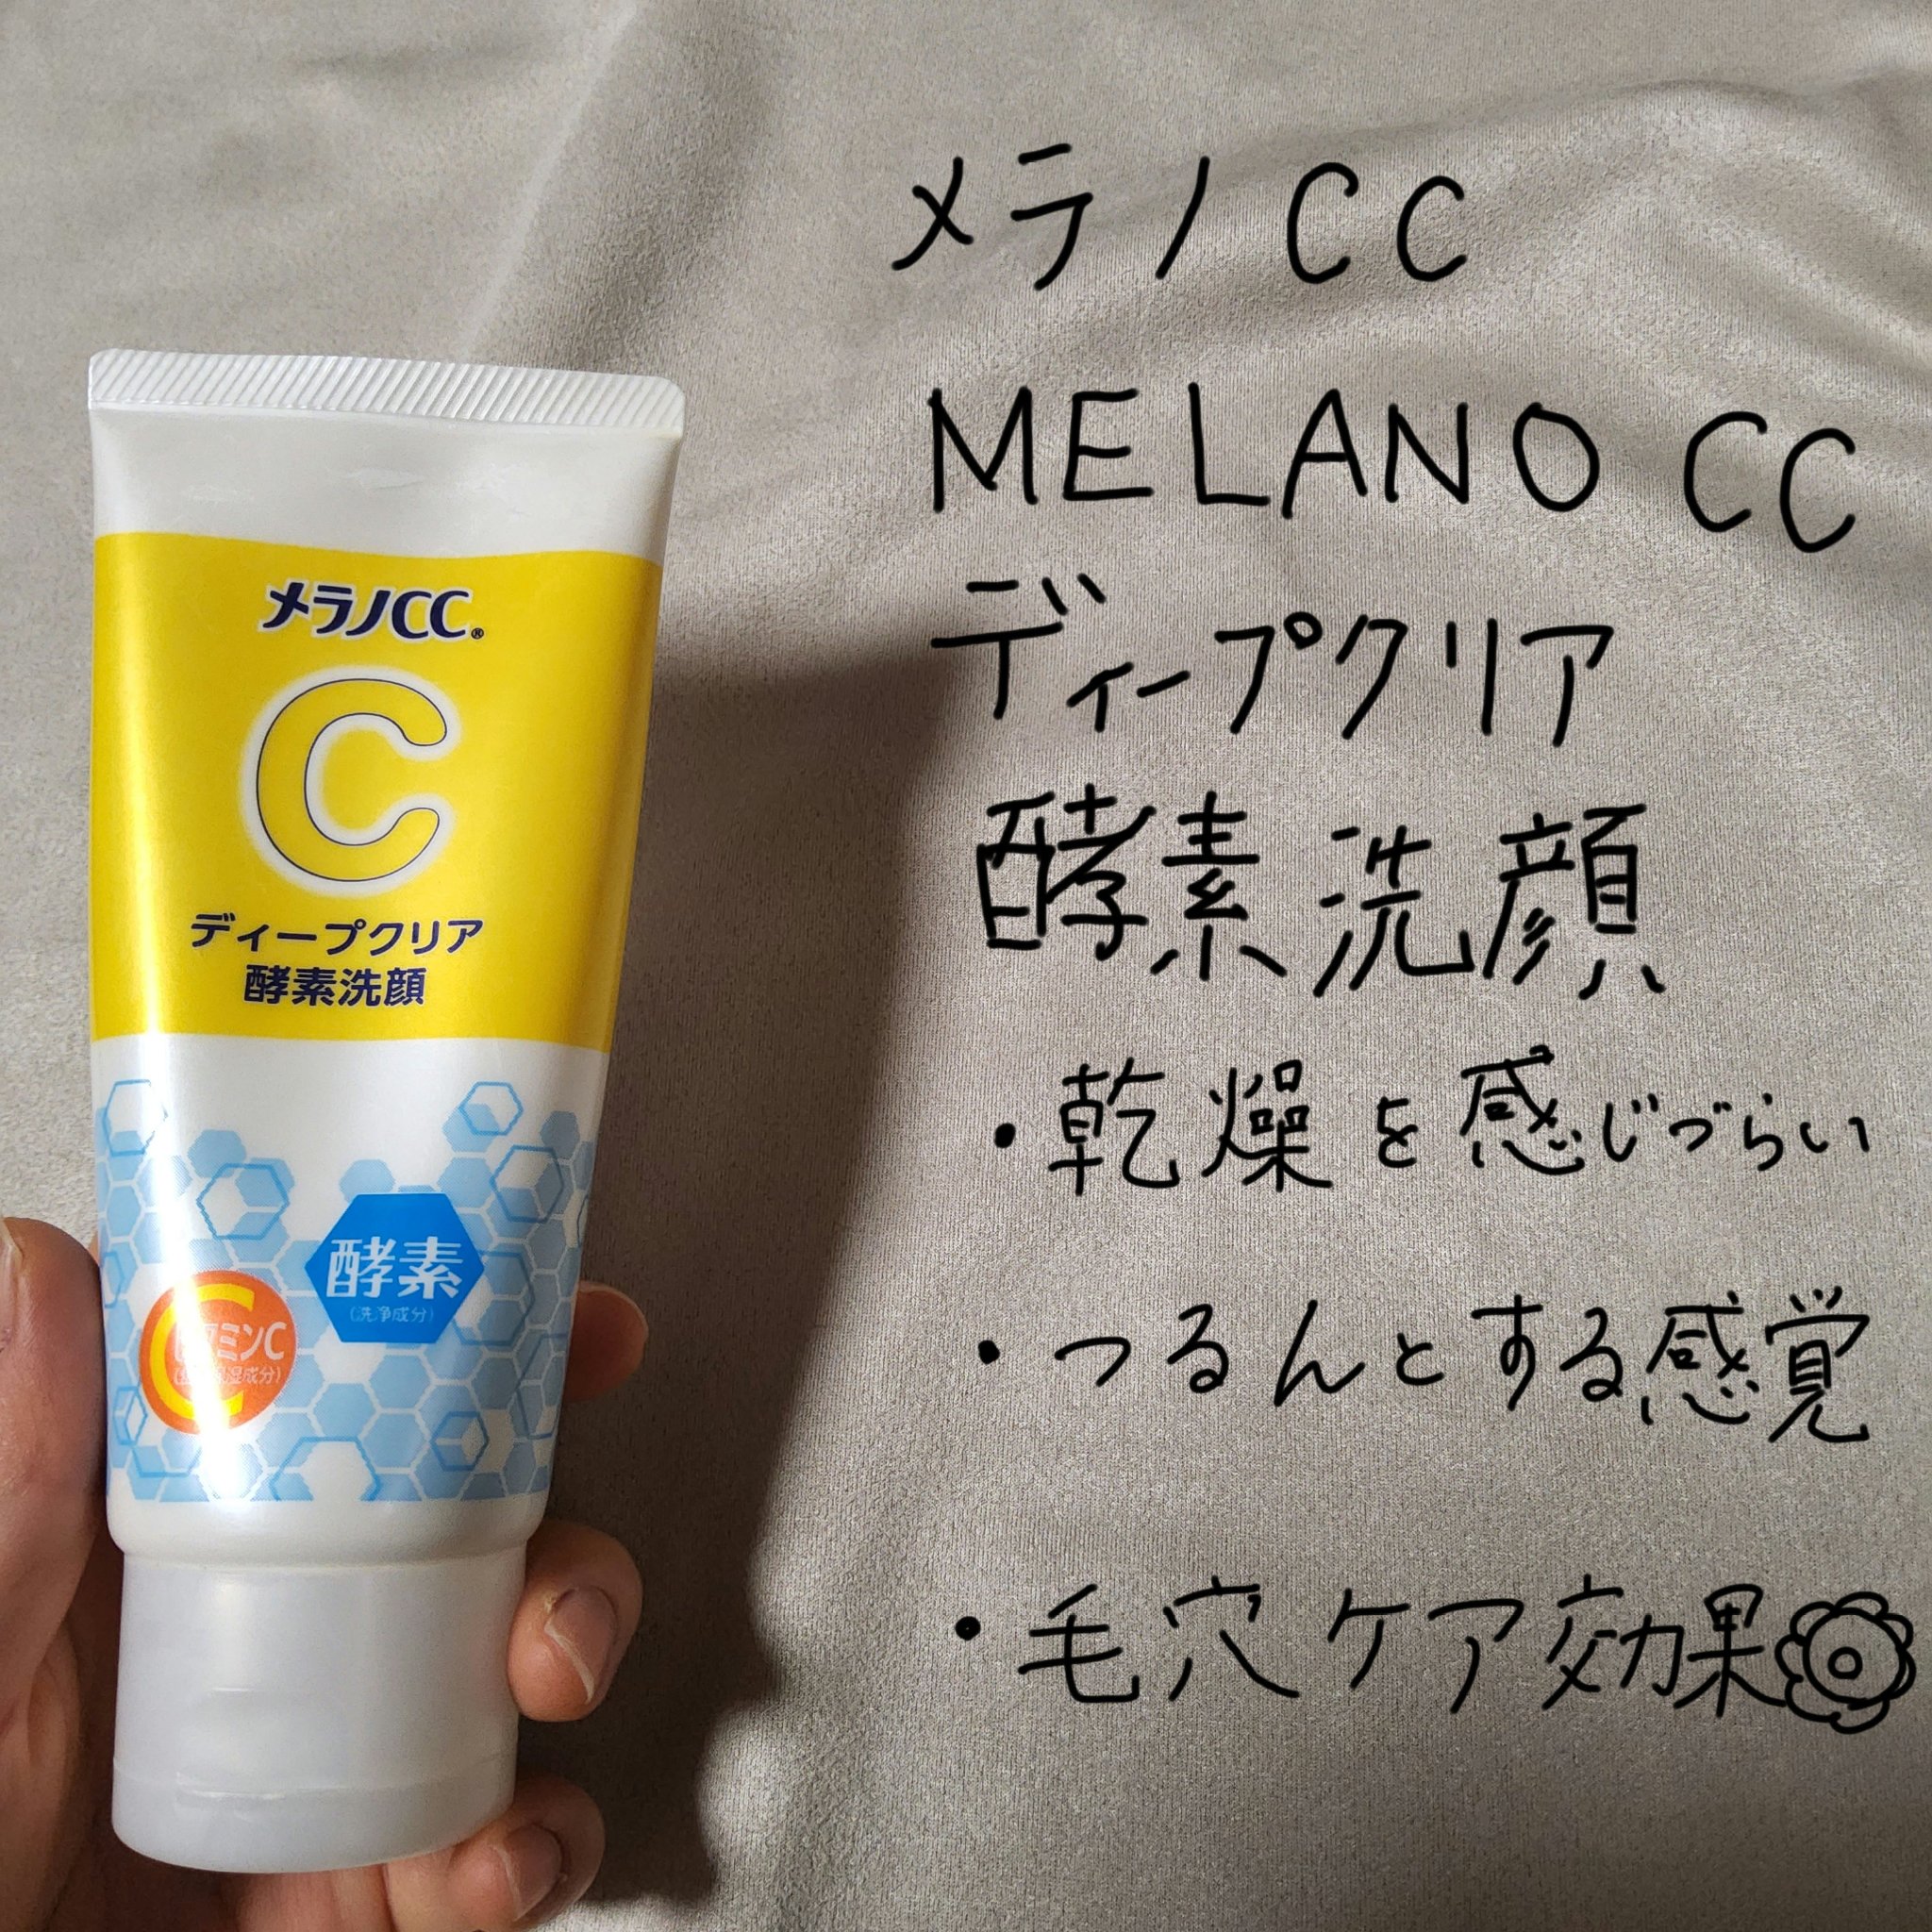 メラノCC®
C
ディープクリア
酵素洗顔
酵素
(洗浄成分)
メラノCC
MELANO CC
ディープクリア
酵素洗顔
・乾燥を感じづらい
・つるんとする感覚
・毛穴ケア効果